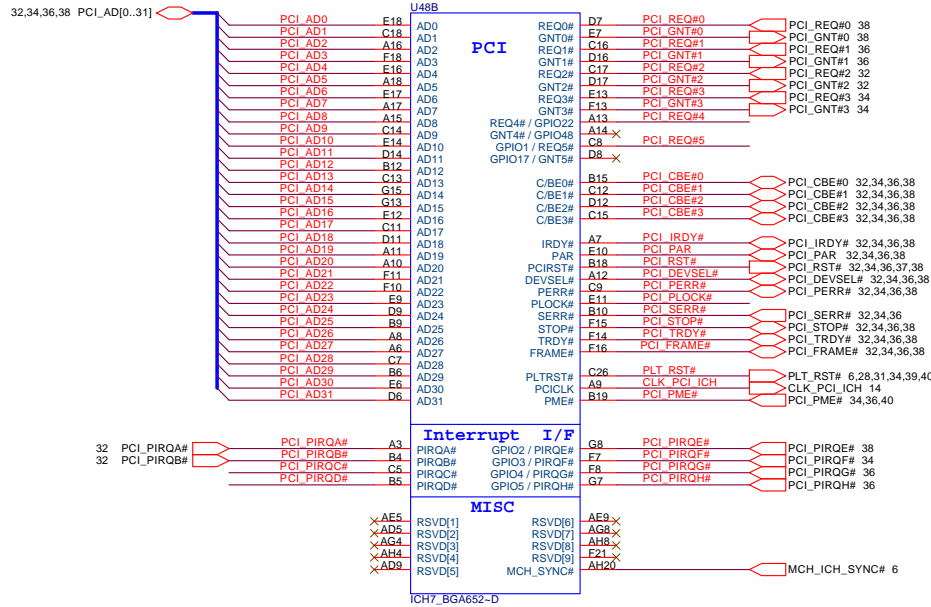 U48B
32,34,36,38 PCI_AD[0..31]
PCI
PCI_AD0 E18 AD0 REQ0# D7 PCI_REQ#0 PCI_REQ#0 38
PCI_AD1 C18 AD1 GNT0# E7 PCI_GNT#0 PCI_GNT#0 38
PCI_AD2 A16 AD2 REQ1# C16 PCI_REQ#1 PCI_REQ#1 36
PCI_AD3 F18 AD3 GNT1# D16 PCI_GNT#1 PCI_GNT#1 36
PCI_AD4 E16 AD4 REQ2# C17 PCI_REQ#2 PCI_REQ#2 32
PCI_AD5 A18 AD5 GNT2# D17 PCI_GNT#2 PCI_GNT#2 32
PCI_AD6 E17 AD6 REQ3# E13 PCI_REQ#3 PCI_REQ#3 34
PCI_AD7 A17 AD7 GNT3# F13 PCI_GNT#3 PCI_GNT#3 34
PCI_AD8 A15 AD8 REQ4# / GPIO22 A13 PCI_REQ#4
PCI_AD9 C14 AD9 GNT4# / GPIO48 A14
PCI_AD10 E14 AD10 GPIO1 / REQ5# C8 PCI_REQ#5
PCI_AD11 D14 AD11 GPIO17 / GNT5# D8
PCI_AD12 B12 AD12
PCI_AD13 C13 AD13 C/BE0# B15 PCI_CBE#0 PCI_CBE#0 32,34,36,38
PCI_AD14 G15 AD14 C/BE1# C12 PCI_CBE#1 PCI_CBE#1 32,34,36,38
PCI_AD15 G13 AD15 C/BE2# D12 PCI_CBE#2 PCI_CBE#2 32,34,36,38
PCI_AD16 E12 AD16 C/BE3# C15 PCI_CBE#3 PCI_CBE#3 32,34,36,38
PCI_AD17 C11 AD17
PCI_AD18 D11 AD18 IRDY# A7 PCI_IRDY# PCI_IRDY# 32,34,36,38
PCI_AD19 A11 AD19 PAR E10 PCI_PAR PCI_PAR 32,34,36,38
PCI_AD20 A10 AD20 PCIRST# B18 PCI_RST# PCI_RST# 32,34,36,37,38
PCI_AD21 F11 AD21 DEVSEL# A12 PCI_DEVSEL# PCI_DEVSEL# 32,34,36,38
PCI_AD22 F10 AD22 PERR# C9 PCI_PERR# PCI_PERR# 32,34,36,38
PCI_AD23 E9 AD23 PLOCK# E11 PCI_PLOCK#
PCI_AD24 D9 AD24 SERR# B10 PCI_SERR# PCI_SERR# 32,34,36
PCI_AD25 B9 AD25 STOP# F15 PCI_STOP# PCI_STOP# 32,34,36,38
PCI_AD26 A8 AD26 TRDY# F14 PCI_TRDY# PCI_TRDY# 32,34,36,38
PCI_AD27 A6 AD27 FRAME# F16 PCI_FRAME# PCI_FRAME# 32,34,36,38
PCI_AD28 C7 AD28
PCI_AD29 B6 AD29 PLTRST# C26 PLT_RST# PLT_RST# 6,28,31,34,39,40
PCI_AD30 E6 AD30 PCICLK A9 CLK_PCI_ICH CLK_PCI_ICH 14
PCI_AD31 D6 AD31 PME# B19 PCI_PME# PCI_PME# 34,36,40
Interrupt I/F
32 PCI_PIRQA# PCI_PIRQA# A3 PIRQA# GPIO2 / PIRQE# G8 PCI_PIRQE# PCI_PIRQE# 38
32 PCI_PIRQB# PCI_PIRQB# B4 PIRQB# GPIO3 / PIRQF# F7 PCI_PIRQF# PCI_PIRQF# 34
PCI_PIRQC# C5 PIRQC# GPIO4 / PIRQG# F8 PCI_PIRQG# PCI_PIRQG# 36
PCI_PIRQD# B5 PIRQD# GPIO5 / PIRQH# G7 PCI_PIRQH# PCI_PIRQH# 36
MISC
AE5 RSVD[1] RSVD[6] AE9
AD5 RSVD[2] RSVD[7] AG8
AG4 RSVD[3] RSVD[8] AH8
AH4 RSVD[4] RSVD[9] F21
AD9 RSVD[5] MCH_SYNC# AH20 MCH_ICH_SYNC# 6
ICH7_BGA652~D